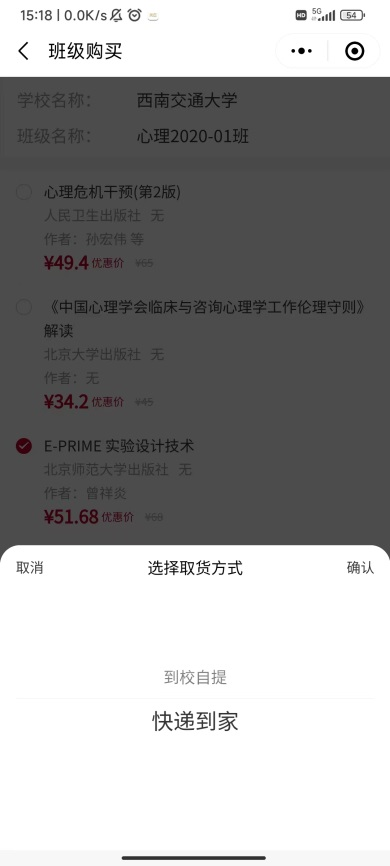 15:18 | 0.0K/s
HD 5G 54
班级购买
学校名称： 西南交通大学
班级名称： 心理2020-01班
心理危机干预(第2版)
人民卫生出版社 无
作者：孙宏伟 等
¥49.4 优惠价 ¥65
《中国心理学会临床与咨询心理学工作伦理守则》
解读
北京大学出版社 无
作者：无
¥34.2 优惠价 ¥45
E-PRIME 实验设计技术
北京师范大学出版社 无
作者：曾祥炎
¥51.68 优惠价 ¥68
取消 选择取货方式 确认
到校自提
快递到家